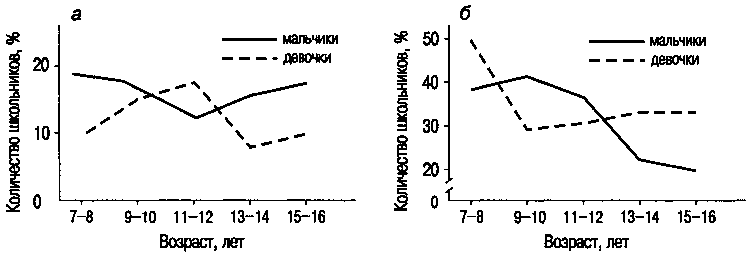 а
Количество школьников, %
мальчики
девочки
20
10
0
7–8 9–10 11–12 13–14 15–16
Возраст, лет
б
Количество школьников, %
мальчики
девочки
50
40
30
20
0
7–8 9–10 11–12 13–14 15–16
Возраст, лет